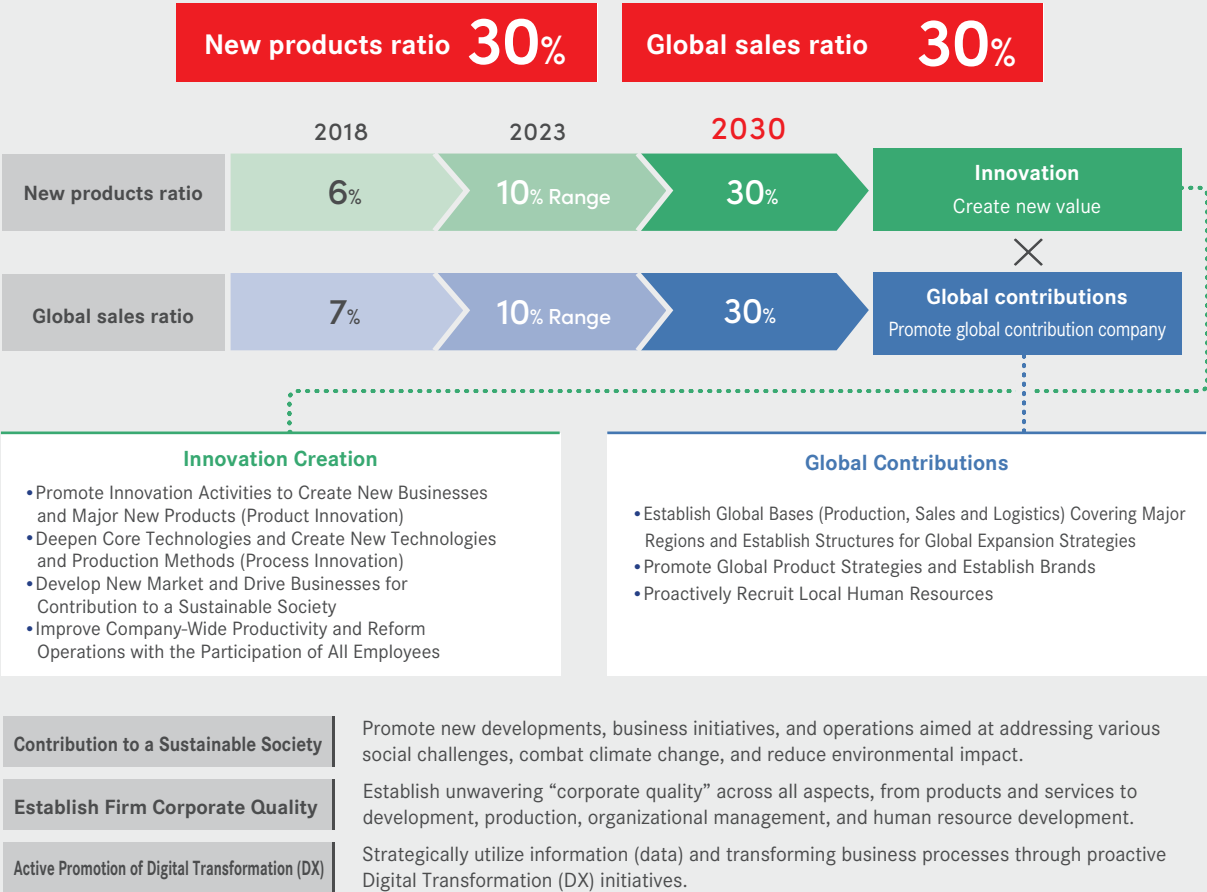 New products ratio 30%
Global sales ratio 30%
2018
2023
2030
New products ratio
6%
10% Range
30%
Innovation
Create new value
×
Global sales ratio
7%
10% Range
30%
Global contributions
Promote global contribution company
Innovation Creation
•Promote Innovation Activities to Create New Businesses
and Major New Products (Product Innovation)
•Deepen Core Technologies and Create New Technologies
and Production Methods (Process Innovation)
•Develop New Market and Drive Businesses for
Contribution to a Sustainable Society
•Improve Company-Wide Productivity and Reform
Operations with the Participation of All Employees
Global Contributions
•Establish Global Bases (Production, Sales and Logistics) Covering Major
Regions and Establish Structures for Global Expansion Strategies
•Promote Global Product Strategies and Establish Brands
•Proactively Recruit Local Human Resources
Contribution to a Sustainable Society
Promote new developments, business initiatives, and operations aimed at addressing various
social challenges, combat climate change, and reduce environmental impact.
Establish Firm Corporate Quality
Establish unwavering “corporate quality” across all aspects, from products and services to
development, production, organizational management, and human resource development.
Active Promotion of Digital Transformation (DX)
Strategically utilize information (data) and transforming business processes through proactive
Digital Transformation (DX) initiatives.